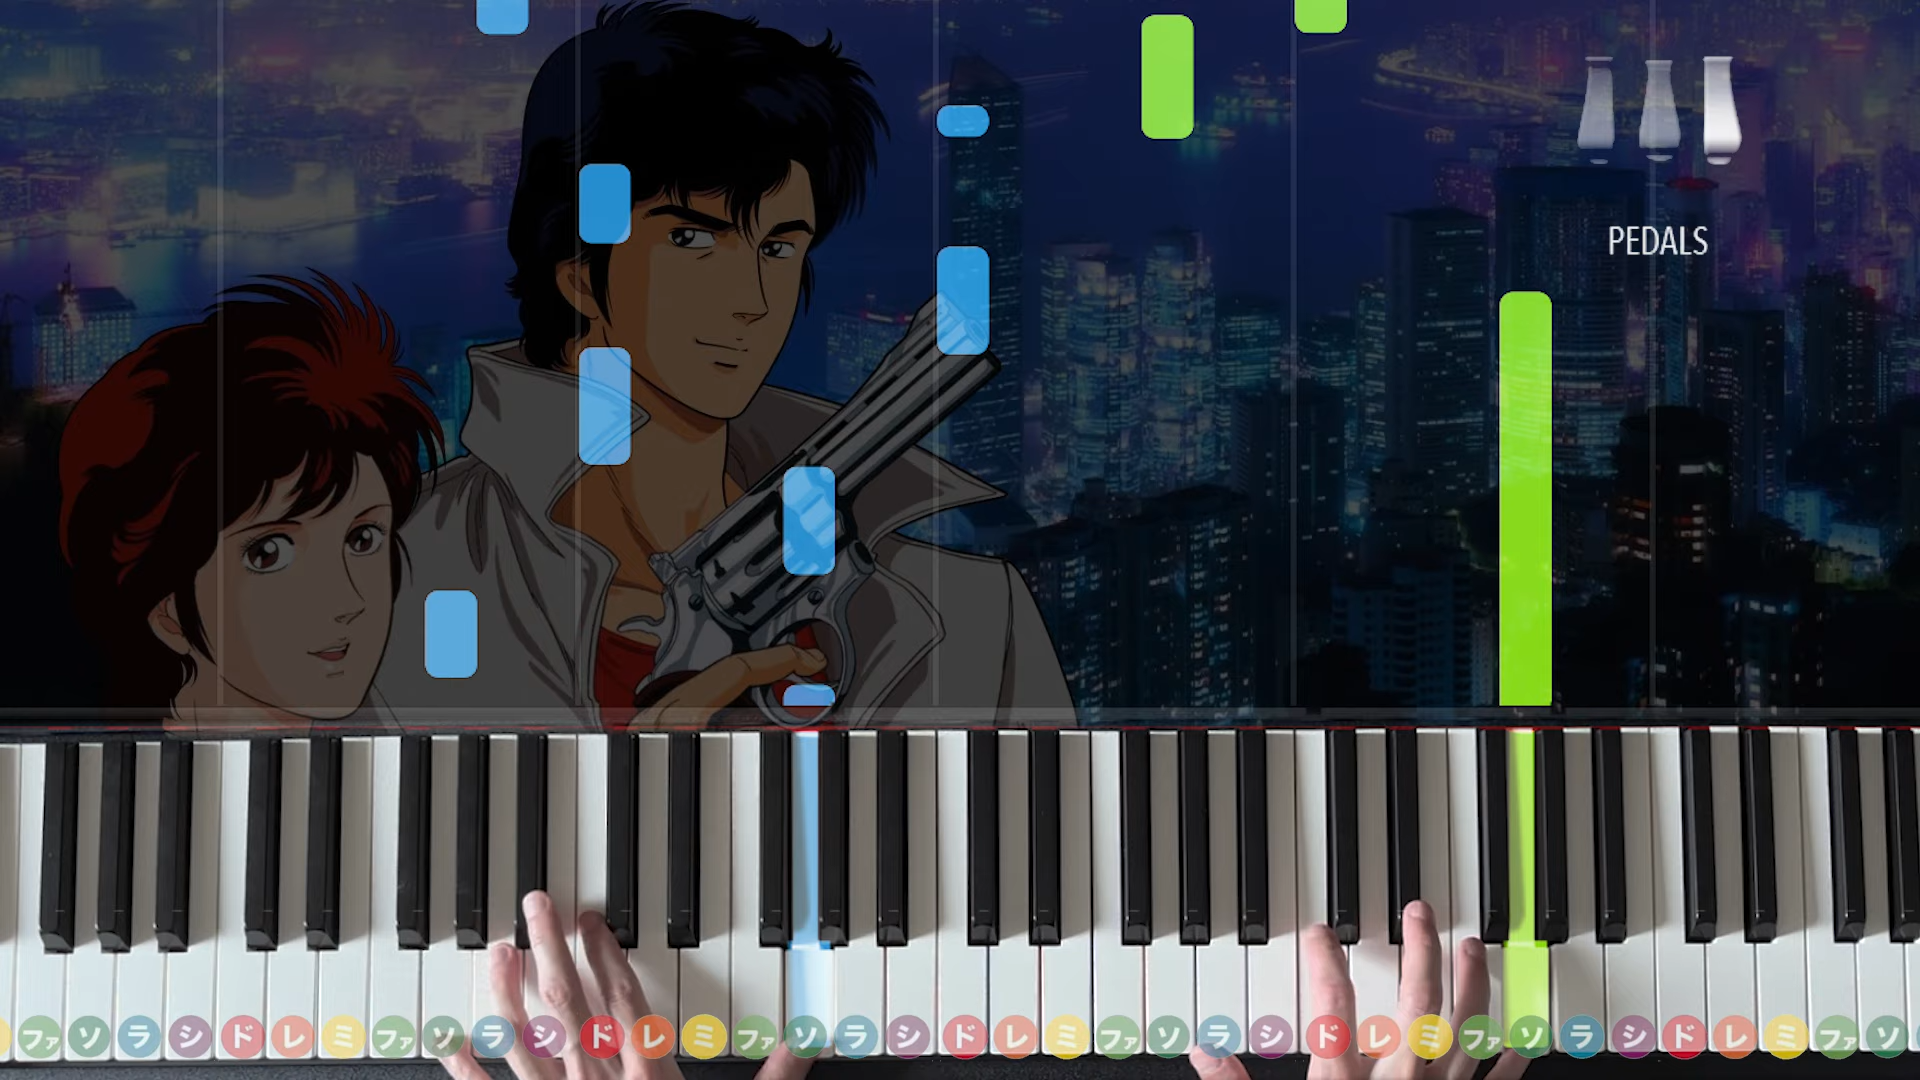 PEDALS
ファ ソ ラ シ ド レ ミ ファ ソ ラ シ ド レ ミ ファ ソ ラ シ ド レ ミ ファ ソ ラ シ ド レ ミ ファ ソ ラ シ ド レ ミ ファ ソ